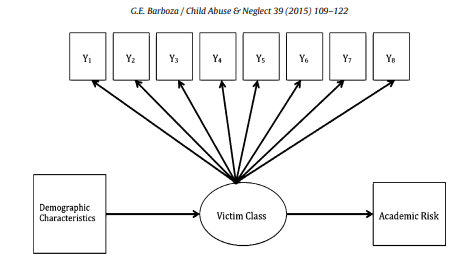 G.E. Barboza / Child Abuse & Neglect 39 (2015) 109–122
Y₁ Y₂ Y₃ Y₄ Y₅ Y₆ Y₇ Y₈
Demographic
Characteristics
Victim Class
Academic Risk